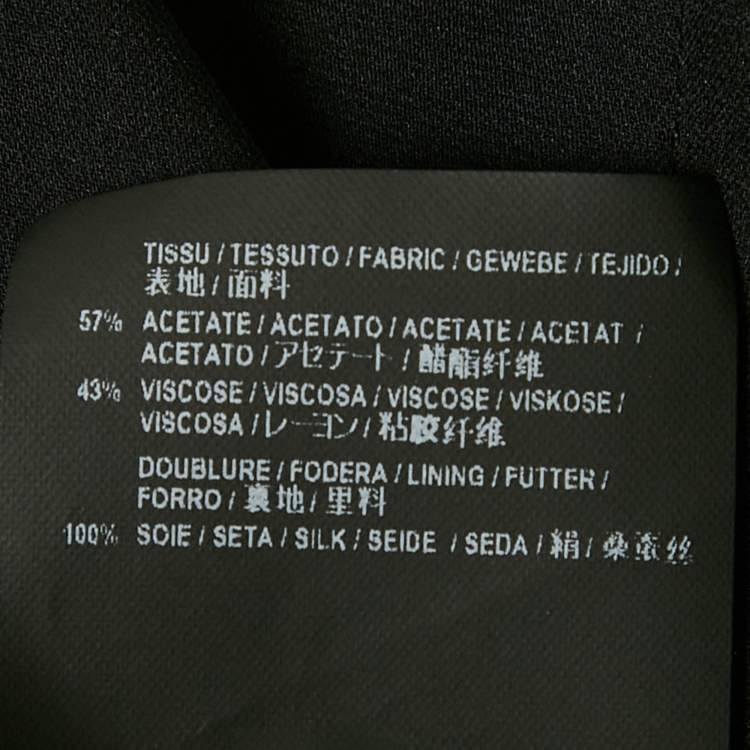 TISSU / TESSUTO / FABRIC / GEWEBE / TEJIDO /
表地 / 面料
57% ACETATE / ACETATO / ACETATE / ACETAT /
ACETATO / アセテート / 醋酯纤维
43% VISCOSE / VISCOSA / VISCOSE / VISKOSE /
VISCOSA / レーヨン / 粘胶纤维
DOUBLURE / FODERA / LINING / FUTTER /
FORRO / 裏地 / 里料
100% SOIE / SETA / SILK / SEIDE / SEDA / 絹 / 桑蚕丝